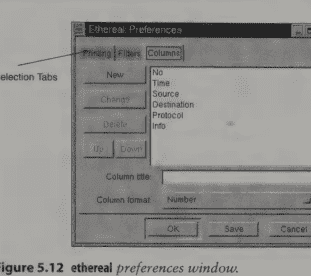 Ethereal: Preferences
Printing Filters Columns
election Tabs
New
No
Time
Change
Source
Destination
Delete
Protocol
Info
Up Down
Column title
Column format Number
OK Save Cancel
igure 5.12 ethereal preferences window.